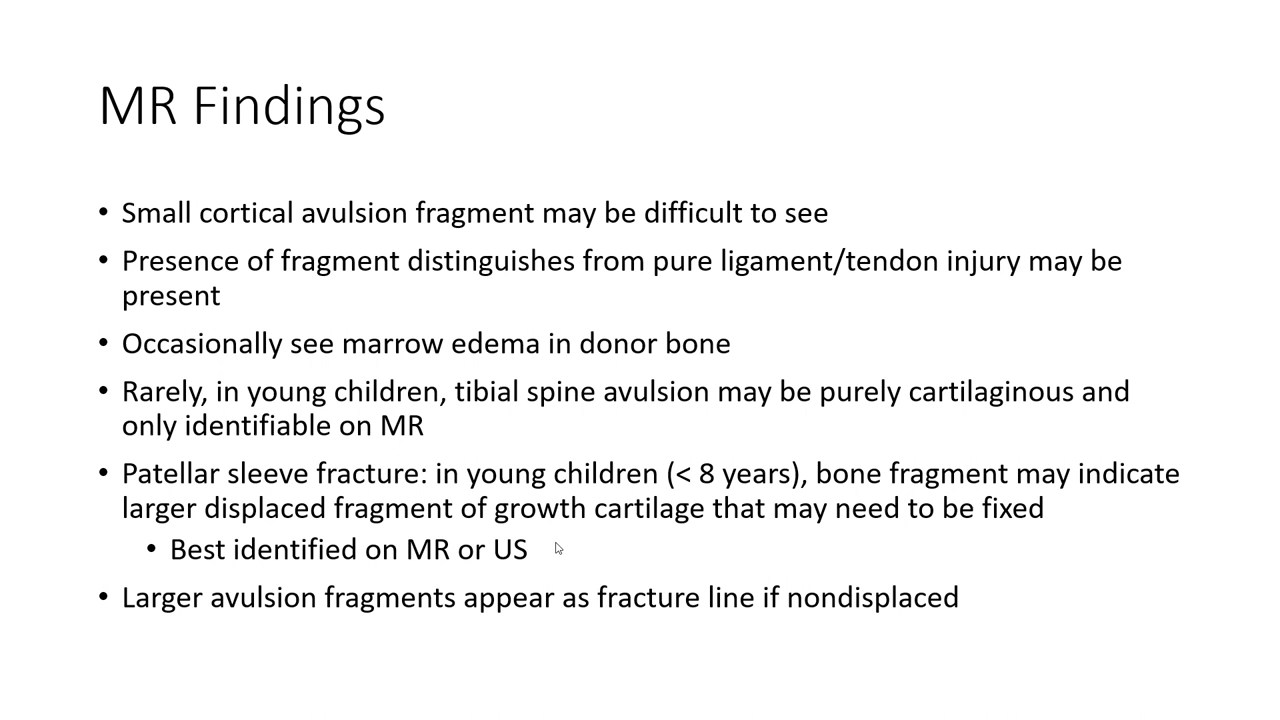 MR Findings
• Small cortical avulsion fragment may be difficult to see
• Presence of fragment distinguishes from pure ligament/tendon injury may be
present
• Occasionally see marrow edema in donor bone
• Rarely, in young children, tibial spine avulsion may be purely cartilaginous and
only identifiable on MR
• Patellar sleeve fracture: in young children (< 8 years), bone fragment may indicate
larger displaced fragment of growth cartilage that may need to be fixed
• Best identified on MR or US
• Larger avulsion fragments appear as fracture line if nondisplaced